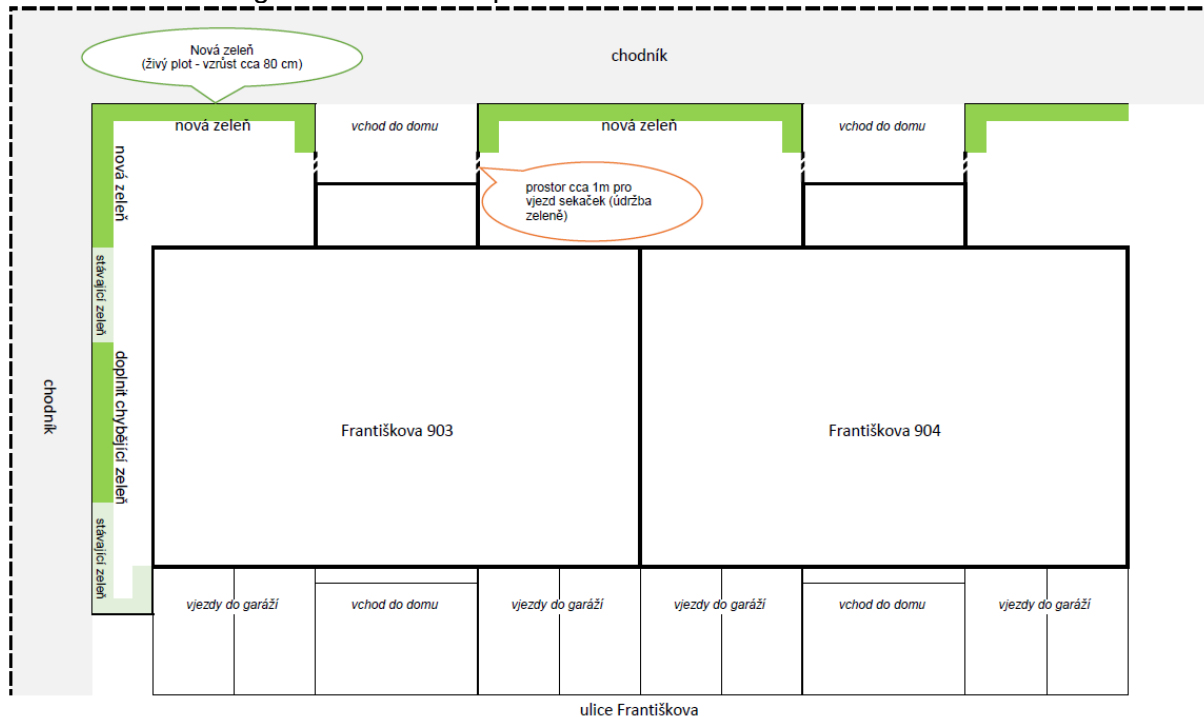 Nová zeleň
(živý plot - vzrůst cca 80 cm)
chodník
nová zeleň
vchod do domu
nová zeleň
vchod do domu
nová zeleň
prostor cca 1m pro
vjezd sekaček (údržba
zeleně)
stávající zeleň
chodník
doplnit chybějící zeleň
Františkova 903
Františkova 904
stávající zeleň
vjezdy do garáží
vchod do domu
vjezdy do garáží
vjezdy do garáží
vchod do domu
vjezdy do garáží
ulice Františkova